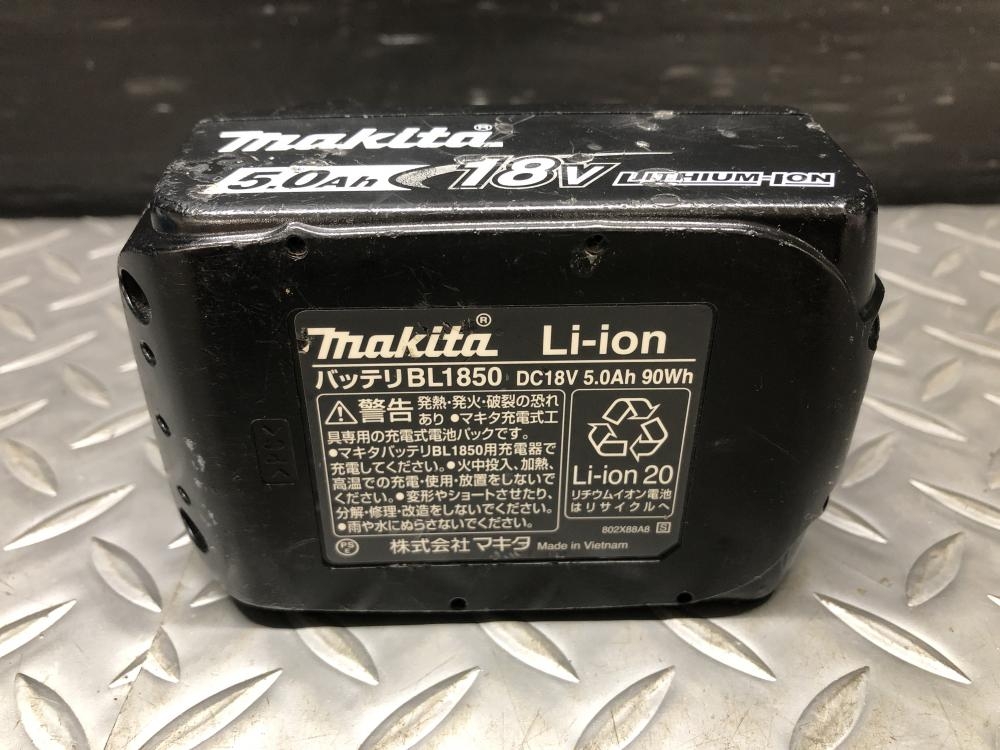 makita®
5.0Ah 18V LITHIUM-ION
makita® Li-ion
バッテリBL1850 DC18V 5.0Ah 90Wh
警告 発熱・発火・破裂の恐れ
あり ●マキタ充電式工
具専用の充電式電池パックです。
●マキタバッテリBL1850用充電器で
充電してください。●火中投入、加熱、
高温での充電・使用・放置をしないで
ください。●変形やショートさせたり、
分解・修理・改造をしないでください。
●雨や水にぬらさないでください。
Li-ion 20
リチウムイオン電池
はリサイクルへ
802X88A8 S
PS E 株式会社マキタ Made in Vietnam